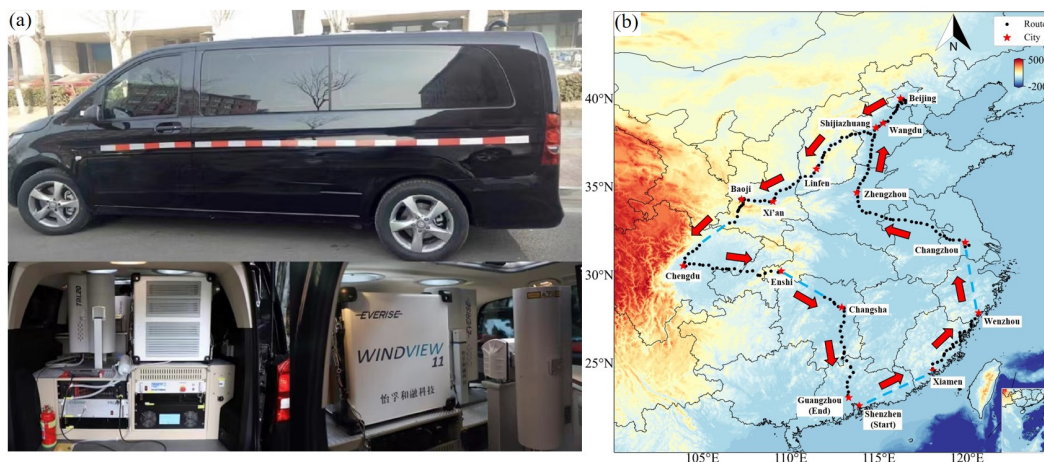 (a)
TRL20
EVERISE
WINDVIEW
11
怡孚和融科技
(b)
N
Route
City
500
-200
40°N
35°N
30°N
25°N
105°E
110°E
115°E
120°E
Beijing
Shijiazhuang
Wangdu
Linfen
Baoji
Xi'an
Zhengzhou
Changzhou
Chengdu
Enshi
Changsha
Wenzhou
Xiamen
Guangzhou
(End)
Shenzhen
(Start)